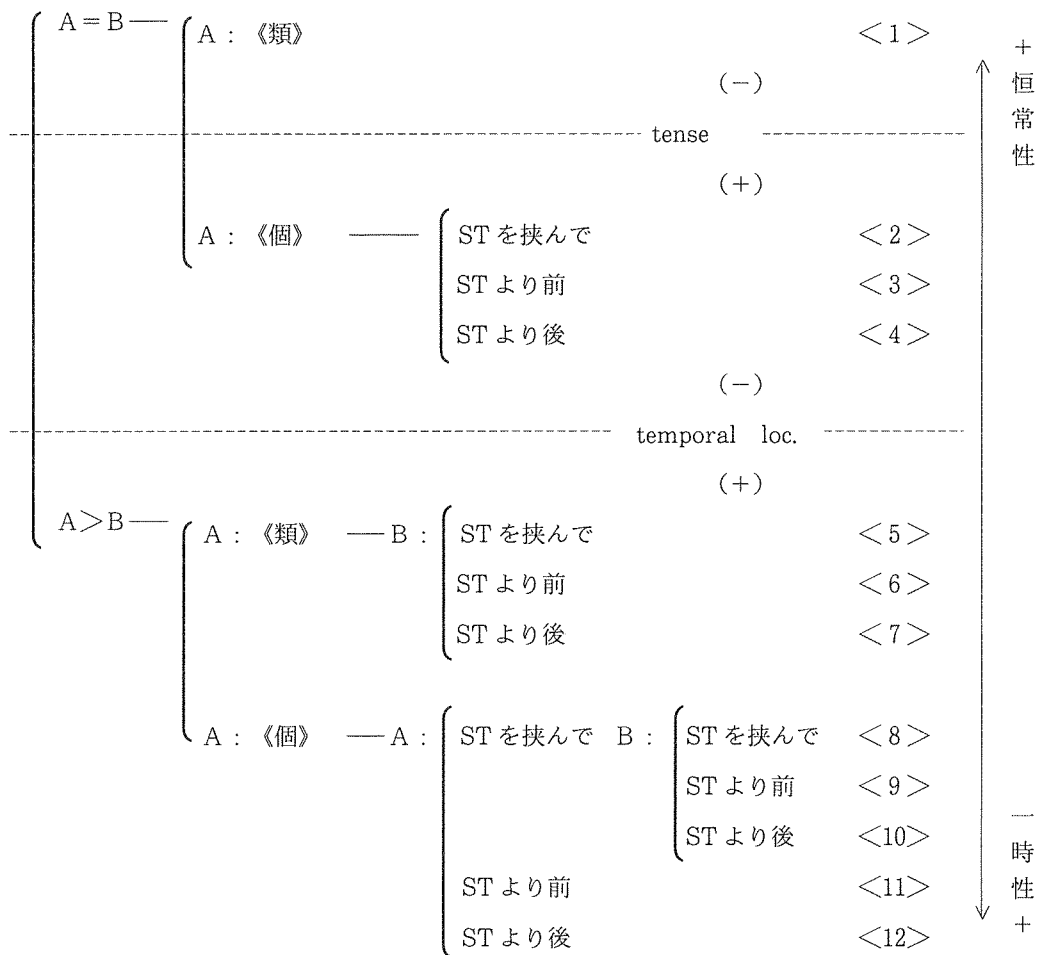 A＝B — A：《類》 ＜1＞
＋恒常性
(−)
tense
(+)
A：《個》 — STを挟んで ＜2＞
STより前 ＜3＞
STより後 ＜4＞
(−)
temporal loc.
(+)
A＞B — A：《類》 — B： STを挟んで ＜5＞
STより前 ＜6＞
STより後 ＜7＞
A：《個》 — A： STを挟んで B： STを挟んで ＜8＞
STより前 ＜9＞
STより後 ＜10＞
STより前 ＜11＞
STより後 ＜12＞
一時性＋